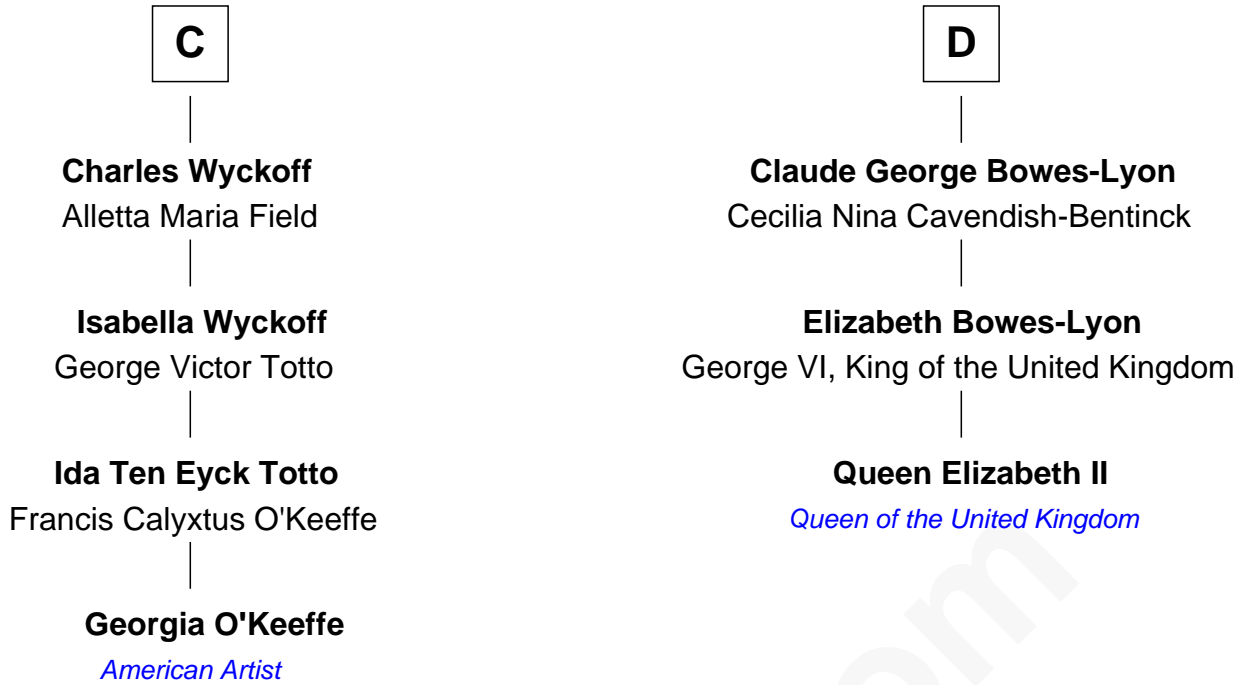 C
Charles Wyckoff
Alletta Maria Field
Isabella Wyckoff
George Victor Totto
Ida Ten Eyck Totto
Francis Calyxtus O'Keeffe
Georgia O'Keeffe
American Artist
D
Claude George Bowes-Lyon
Cecilia Nina Cavendish-Bentinck
Elizabeth Bowes-Lyon
George VI, King of the United Kingdom
Queen Elizabeth II
Queen of the United Kingdom